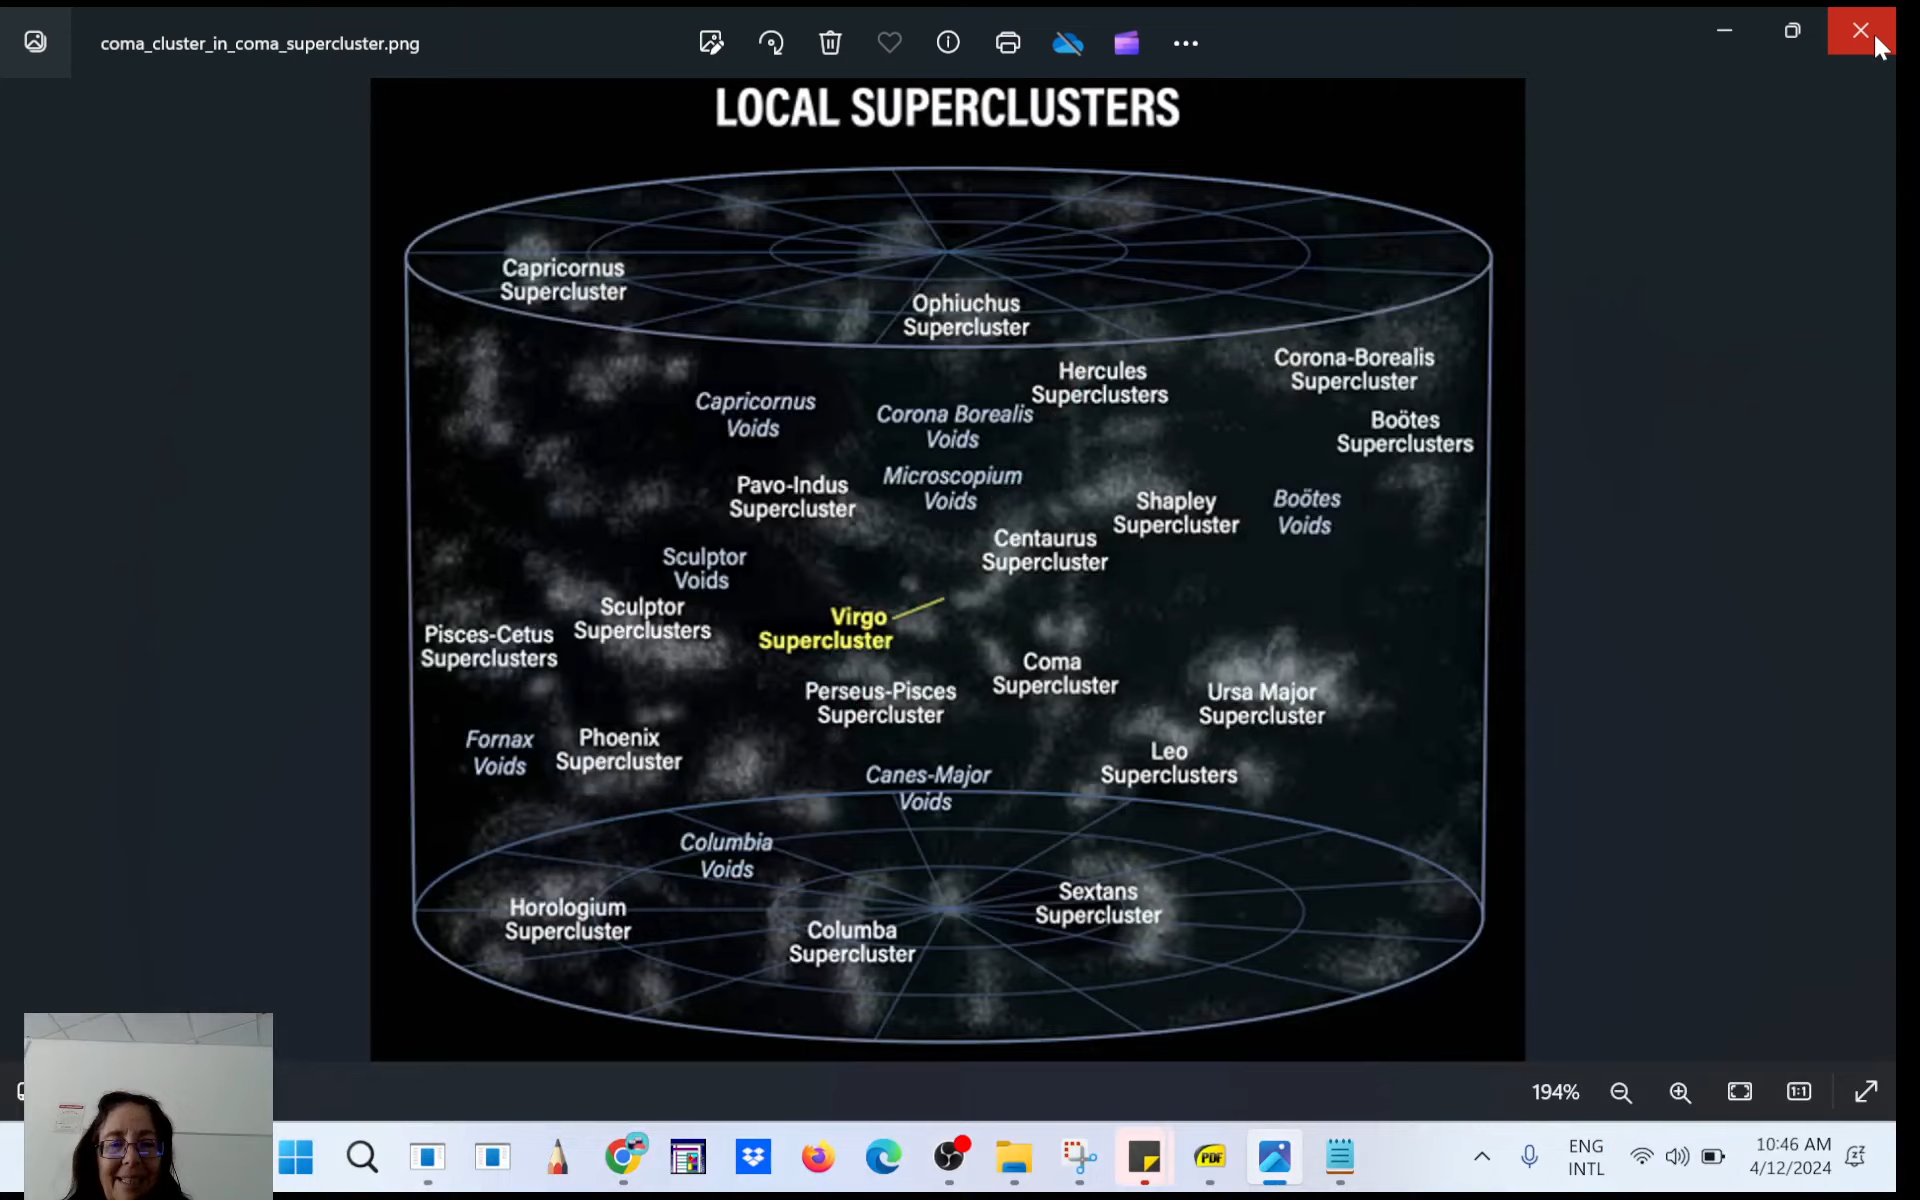 coma_cluster_in_coma_supercluster.png
LOCAL SUPERCLUSTERS
Capricornus
Supercluster
Ophiuchus
Supercluster
Hercules
Superclusters
Corona-Borealis
Supercluster
Capricornus
Voids
Corona Borealis
Voids
Boötes
Superclusters
Pavo-Indus
Supercluster
Microscopium
Voids
Shapley
Supercluster
Boötes
Voids
Centaurus
Supercluster
Sculptor
Voids
Sculptor
Superclusters
Virgo
Supercluster
Pisces-Cetus
Superclusters
Coma
Supercluster
Perseus-Pisces
Supercluster
Ursa Major
Supercluster
Fornax
Voids
Phoenix
Supercluster
Leo
Superclusters
Canes-Major
Voids
Columbia
Voids
Horologium
Supercluster
Columba
Supercluster
Sextans
Supercluster
194%
1:1
PDF
ENG
INTL
10:46 AM
4/12/2024